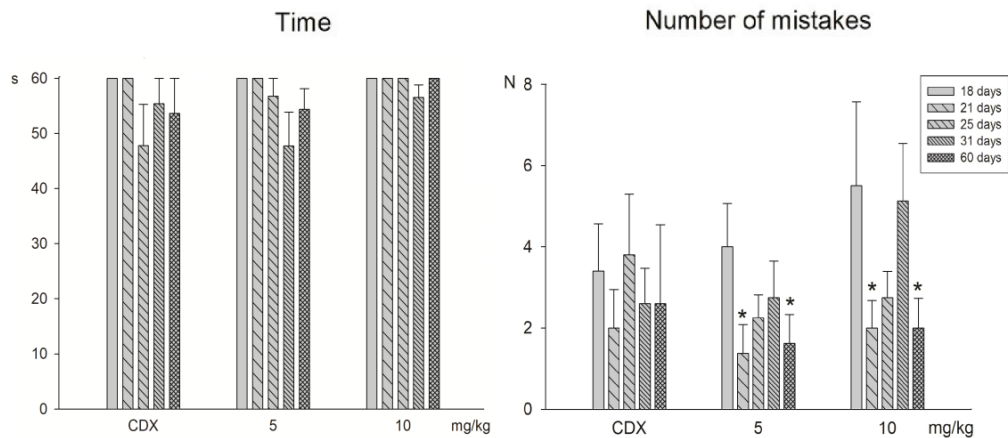 Time
s
60
50
40
30
20
10
0
CDX 5 10 mg/kg
Number of mistakes
N
8
6
4
2
0
* * * *
CDX 5 10 mg/kg
18 days
21 days
25 days
31 days
60 days